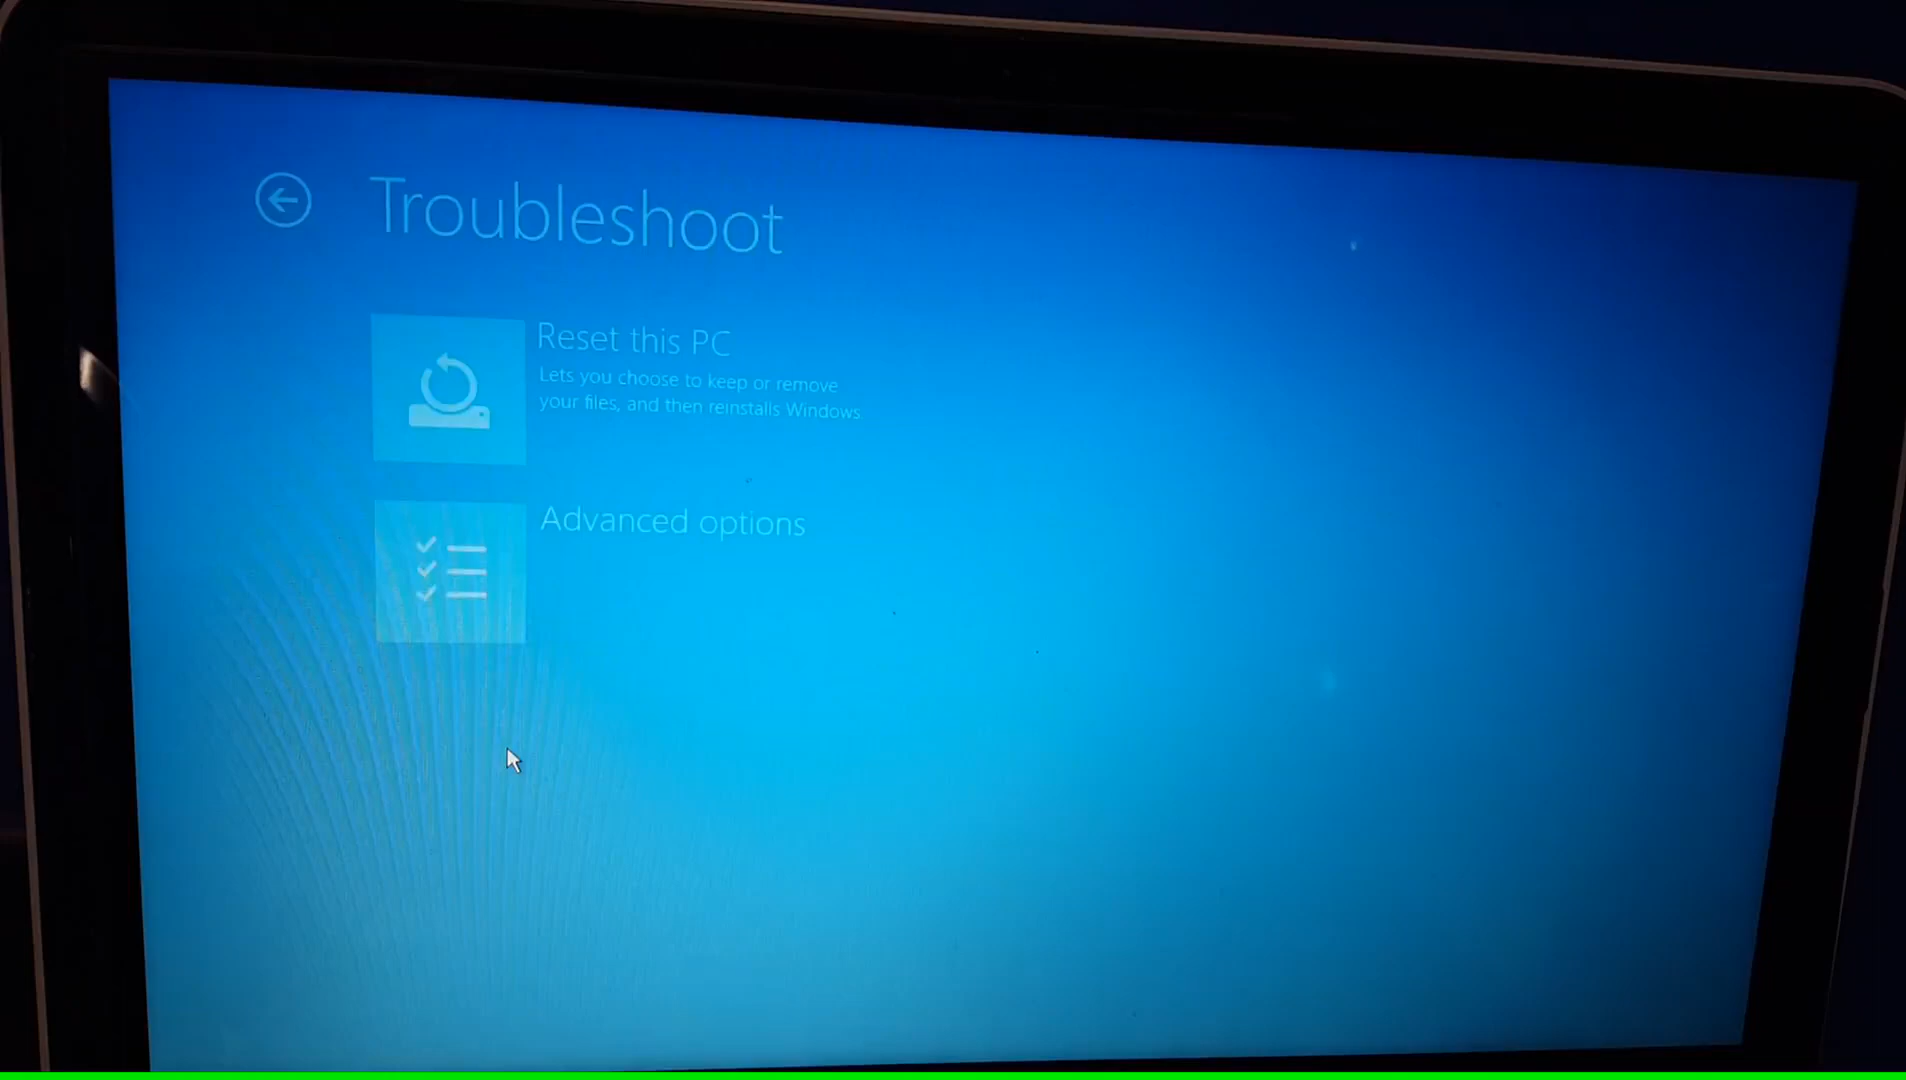 Troubleshoot
Reset this PC
Lets you choose to keep or remove
your files, and then reinstalls Windows
Advanced options